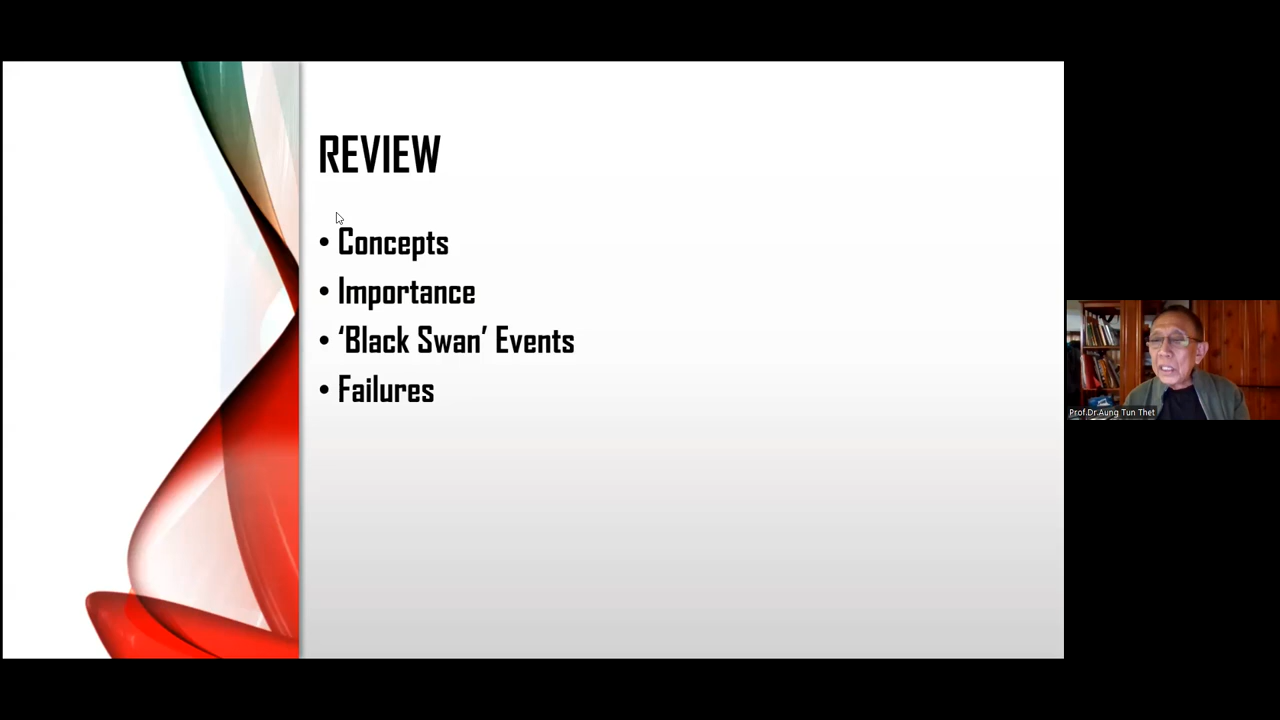 REVIEW
• Concepts
• Importance
• ‘Black Swan’ Events
• Failures
Prof.Dr.Aung Tun Thet